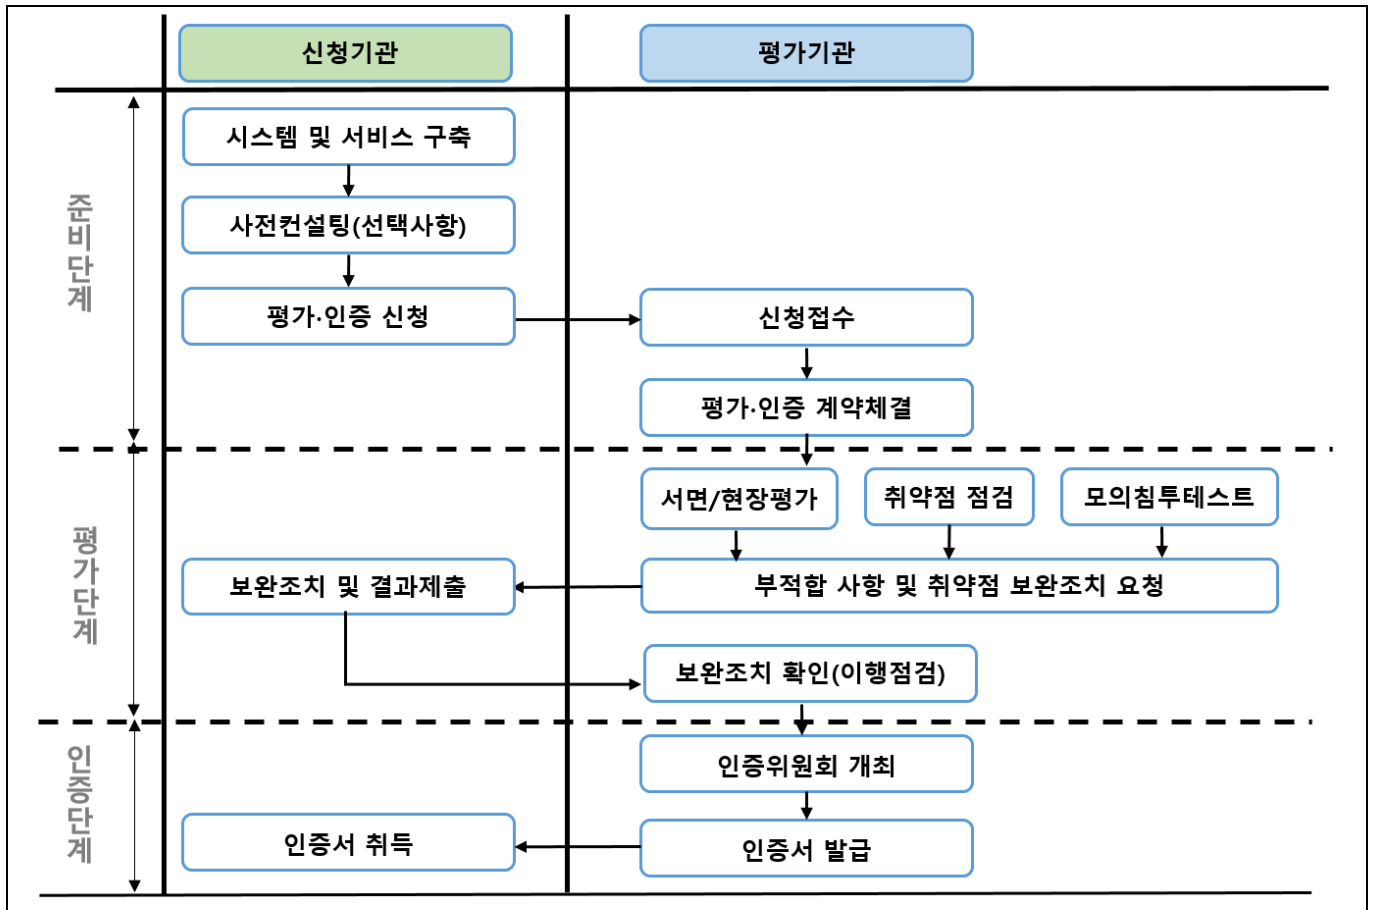 신청기관
평가기관
준비단계
시스템 및 서비스 구축
사전컨설팅(선택사항)
평가·인증 신청
신청접수
평가·인증 계약체결
평가단계
서면/현장평가
취약점 점검
모의침투테스트
부적합 사항 및 취약점 보완조치 요청
보완조치 및 결과제출
보완조치 확인(이행점검)
인증단계
인증위원회 개최
인증서 발급
인증서 취득